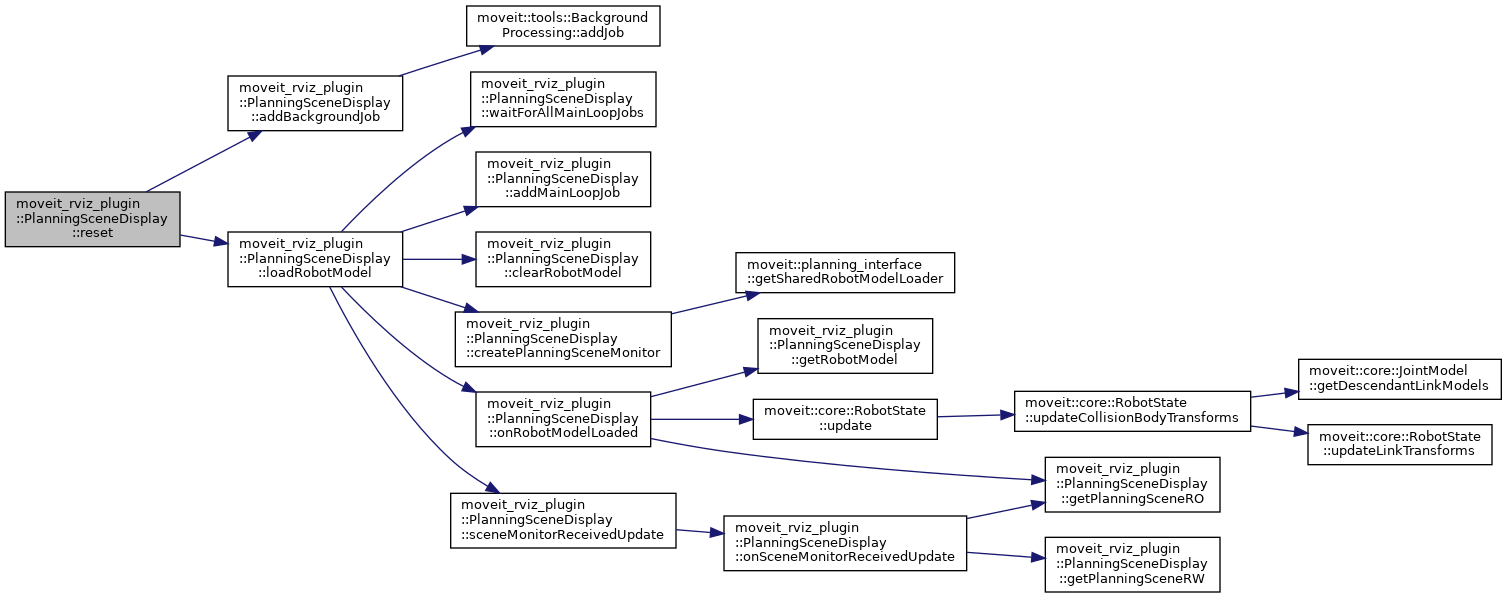 moveit_rviz_plugin
::PlanningSceneDisplay
::reset
moveit_rviz_plugin
::PlanningSceneDisplay
::addBackgroundJob
moveit::tools::Background
Processing::addJob
moveit_rviz_plugin
::PlanningSceneDisplay
::loadRobotModel
moveit_rviz_plugin
::PlanningSceneDisplay
::waitForAllMainLoopJobs
moveit_rviz_plugin
::PlanningSceneDisplay
::addMainLoopJob
moveit_rviz_plugin
::PlanningSceneDisplay
::clearRobotModel
moveit_rviz_plugin
::PlanningSceneDisplay
::createPlanningSceneMonitor
moveit::planning_interface
::getSharedRobotModelLoader
moveit_rviz_plugin
::PlanningSceneDisplay
::onRobotModelLoaded
moveit_rviz_plugin
::PlanningSceneDisplay
::getRobotModel
moveit::core::RobotState
::update
moveit::core::RobotState
::updateCollisionBodyTransforms
moveit::core::JointModel
::getDescendantLinkModels
moveit::core::RobotState
::updateLinkTransforms
moveit_rviz_plugin
::PlanningSceneDisplay
::getPlanningSceneRO
moveit_rviz_plugin
::PlanningSceneDisplay
::sceneMonitorReceivedUpdate
moveit_rviz_plugin
::PlanningSceneDisplay
::onSceneMonitorReceivedUpdate
moveit_rviz_plugin
::PlanningSceneDisplay
::getPlanningSceneRW